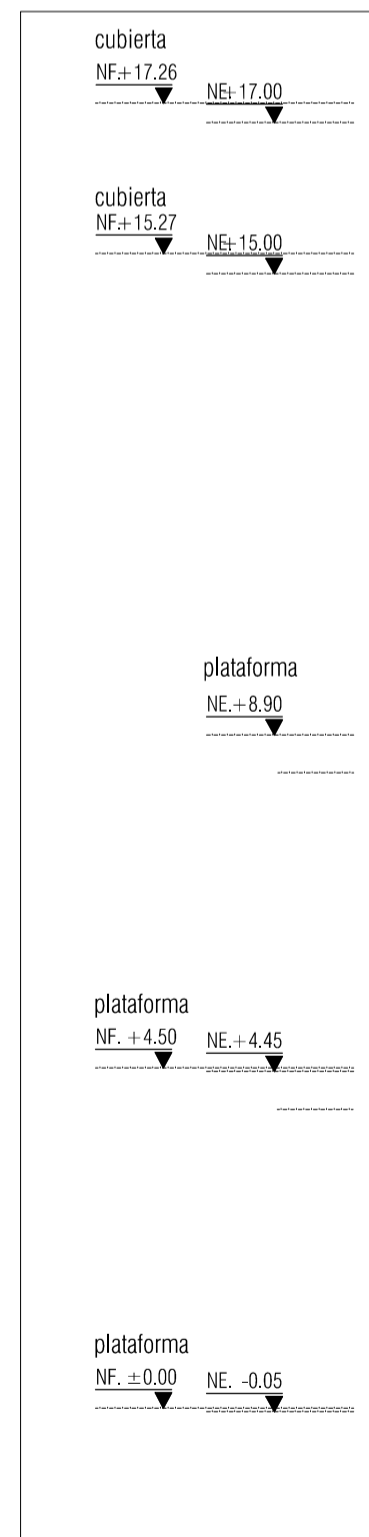 cubierta
NF.+17.26 NE.+17.00
cubierta
NF.+15.27 NE.+15.00
plataforma
NE.+8.90
plataforma
NF. +4.50 NE.+4.45
plataforma
NF. ±0.00 NE. -0.05